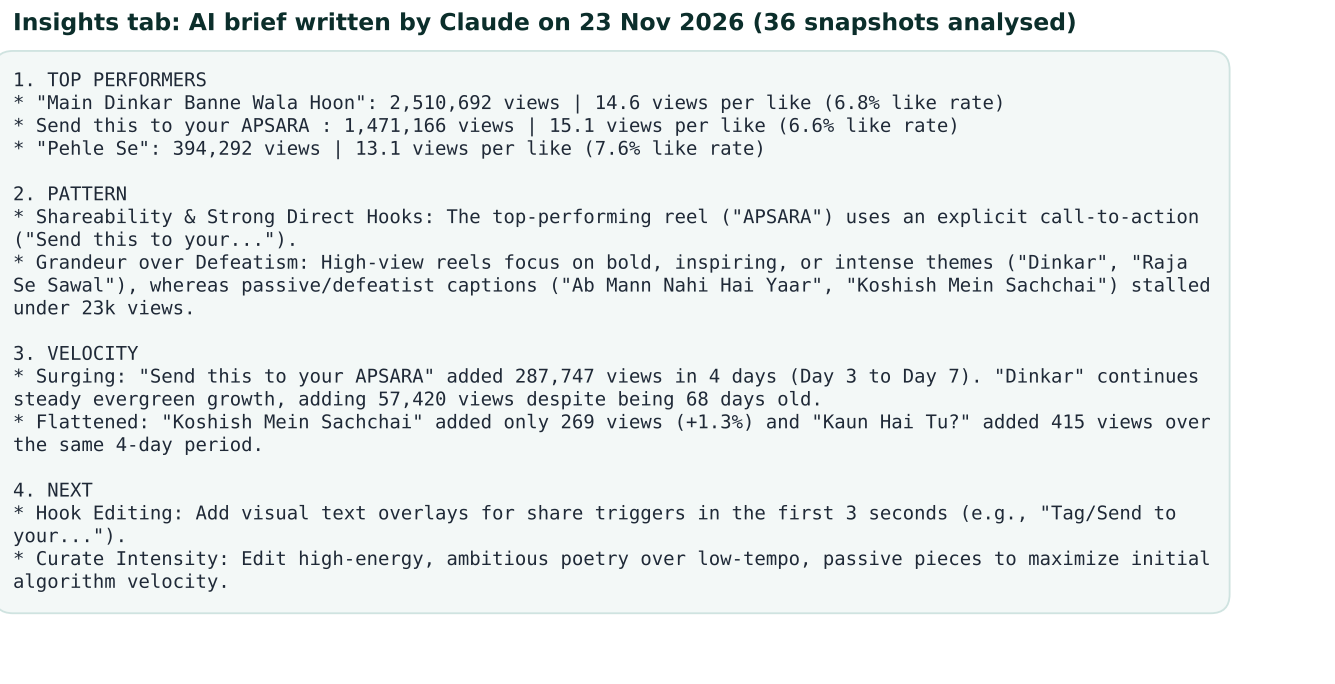 Insights tab: AI brief written by Claude on 23 Nov 2026 (36 snapshots analysed)
1. TOP PERFORMERS
* "Main Dinkar Banne Wala Hoon": 2,510,692 views | 14.6 views per like (6.8% like rate)
* Send this to your APSARA : 1,471,166 views | 15.1 views per like (6.6% like rate)
* "Pehle Se": 394,292 views | 13.1 views per like (7.6% like rate)
2. PATTERN
* Shareability & Strong Direct Hooks: The top-performing reel ("APSARA") uses an explicit call-to-action
("Send this to your...").
* Grandeur over Defeatism: High-view reels focus on bold, inspiring, or intense themes ("Dinkar", "Raja
Se Sawal"), whereas passive/defeatist captions ("Ab Mann Nahi Hai Yaar", "Koshish Mein Sachchai") stalled
under 23k views.
3. VELOCITY
* Surging: "Send this to your APSARA" added 287,747 views in 4 days (Day 3 to Day 7). "Dinkar" continues
steady evergreen growth, adding 57,420 views despite being 68 days old.
* Flattened: "Koshish Mein Sachchai" added only 269 views (+1.3%) and "Kaun Hai Tu?" added 415 views over
the same 4-day period.
4. NEXT
* Hook Editing: Add visual text overlays for share triggers in the first 3 seconds (e.g., "Tag/Send to
your...").
* Curate Intensity: Edit high-energy, ambitious poetry over low-tempo, passive pieces to maximize initial
algorithm velocity.